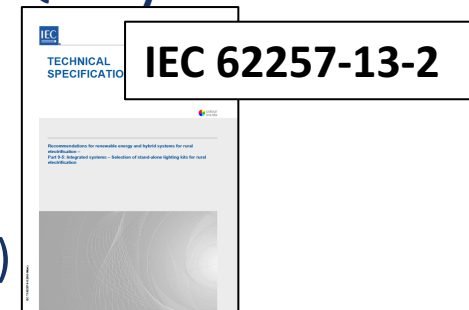 IEC
TECHNICAL
SPECIFICATIO
IEC 62257-13-2
Recommendations for renewable energy and hybrid systems for rural
electrification –
Part 9-5: Integrated systems – Selection of stand-alone lighting kits for rural
electrification
)